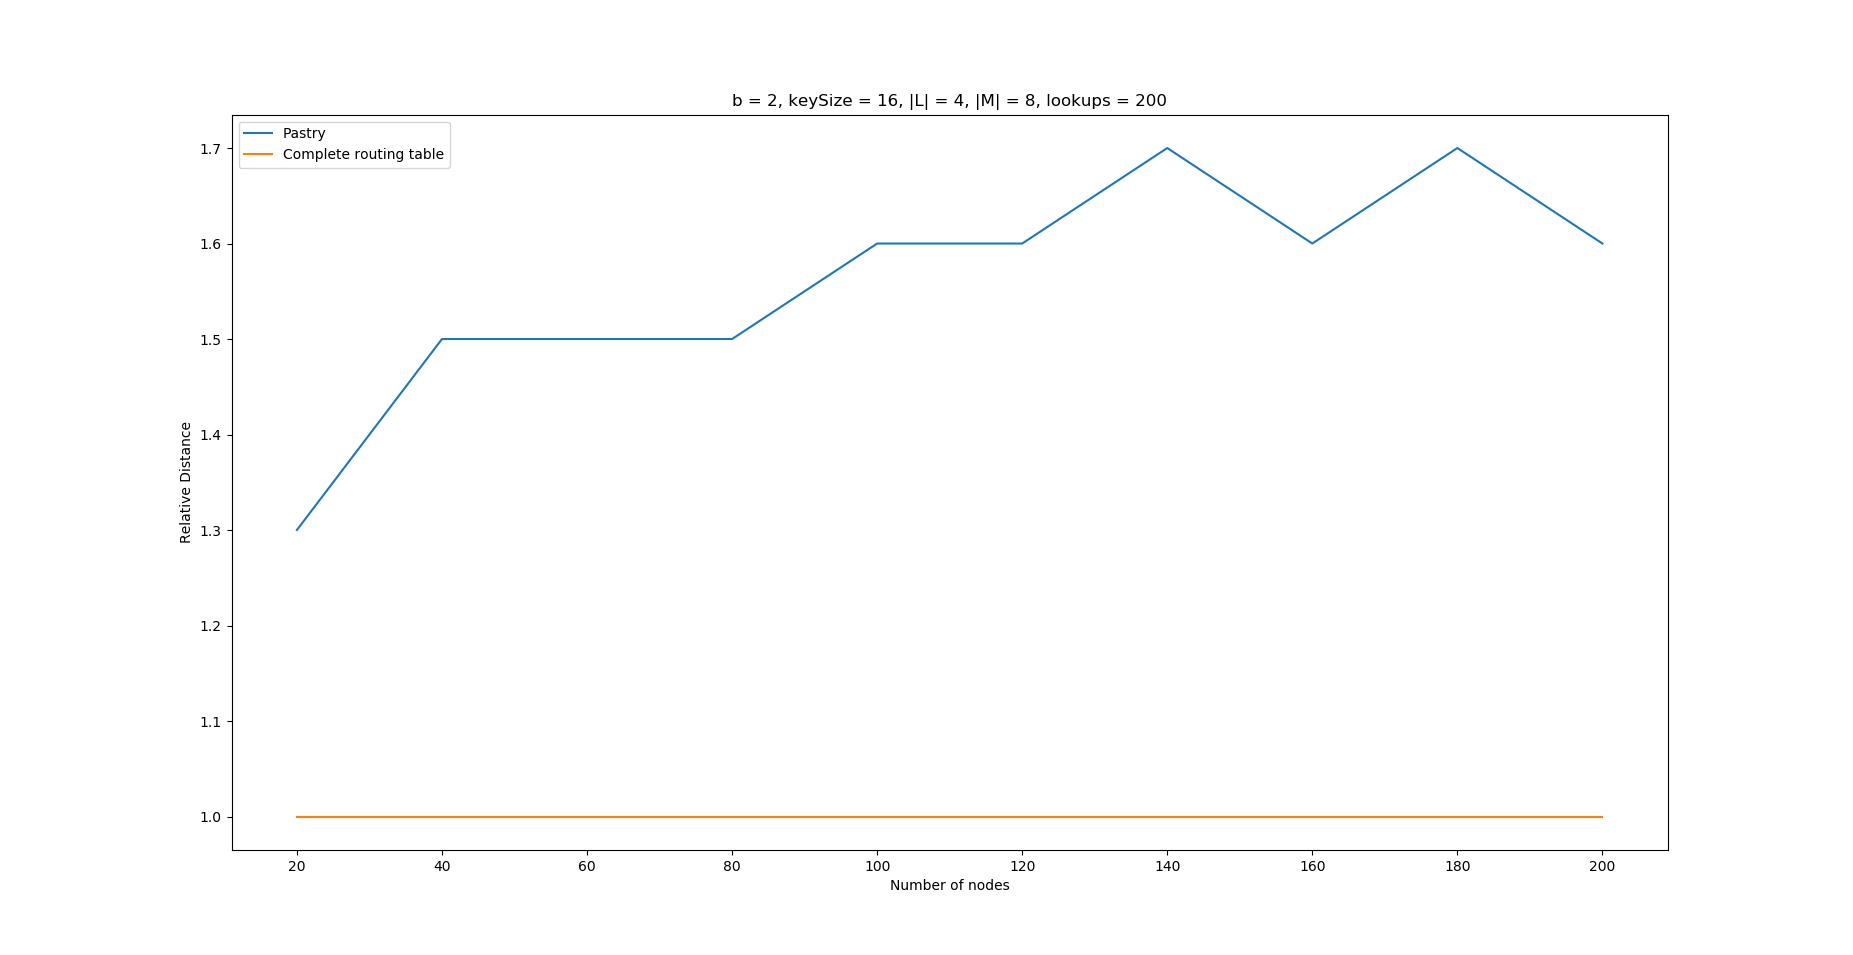 b = 2, keySize = 16, |L| = 4, |M| = 8, lookups = 200
Pastry
Complete routing table
1.7
1.6
1.5
1.4
1.3
1.2
1.1
1.0
Relative Distance
20 40 60 80 100 120 140 160 180 200
Number of nodes